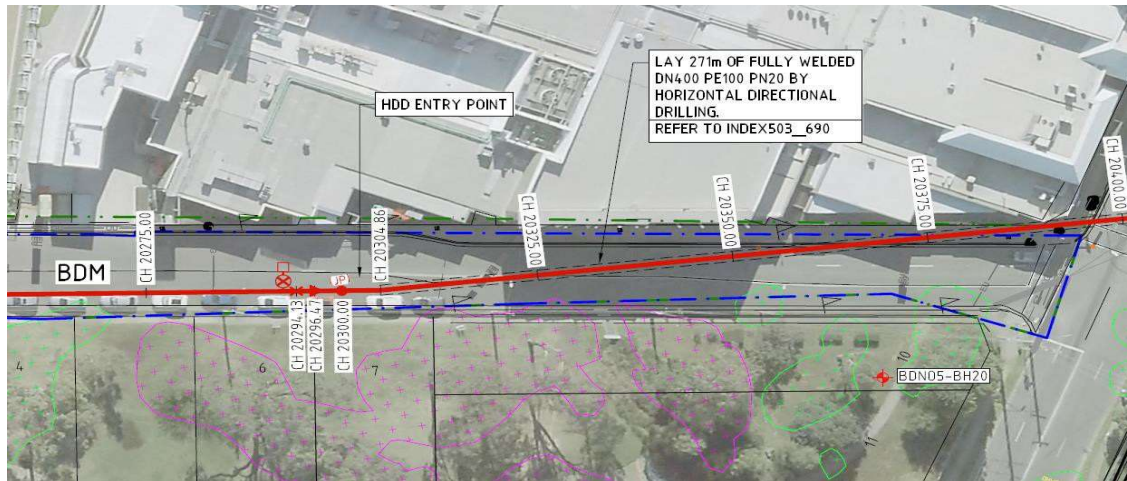 LAY 271m OF FULLY WELDED
DN400 PE100 PN20 BY
HORIZONTAL DIRECTIONAL
DRILLING.
REFER TO INDEX503__690
HDD ENTRY POINT
CH 20275.00
CH 20304.86
CH 20325.00
CH 20350.00
CH 20375.00
CH 20400.00
BDM
JP
CH 20294.13
CH 20296.47
CH 20300.00
4
6
7
10
11
BDN05-BH20